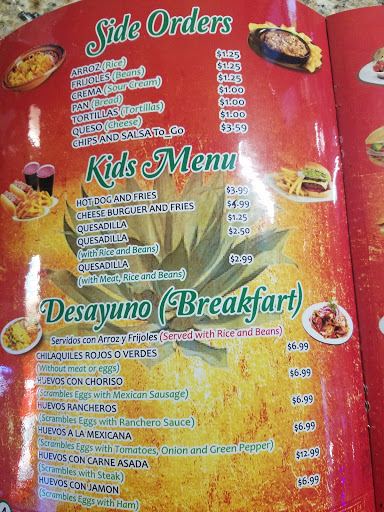 Side Orders
ARROZ (Rice) $1.25
FRIJOLES (Beans) $1.25
CREMA (Sour Cream) $1.25
PAN (Bread) $1.00
TORTILLAS (Tortillas) $1.00
QUESO (Cheese) $1.00
CHIPS AND SALSA To Go $3.59
Kids Menu
HOT DOG AND FRIES $3.99
CHEESE BURGUER AND FRIES $4.99
QUESADILLA $1.25
QUESADILLA $2.50
(with Rice and Beans)
QUESADILLA $2.99
(with Meat, Rice and Beans)
Desayuno (Breakfart)
Servidos con Arroz y Frijoles (Served with Rice and Beans)
CHILAQUILES ROJOS O VERDES $6.99
(Without meat or eggs)
HUEVOS CON CHORISO $6.99
(Scrambles Eggs with Mexican Sausage)
HUEVOS RANCHEROS $6.99
(Scrambles Eggs with Ranchero Sauce)
HUEVOS A LA MEXICANA $6.99
(Scrambles Eggs with Tomatoes, Onion and Green Pepper)
HUEVOS CON CARNE ASADA $12.99
(Scrambles with Steak)
HUEVOS CON JAMON $6.99
(Scrambles Eggs with Ham)